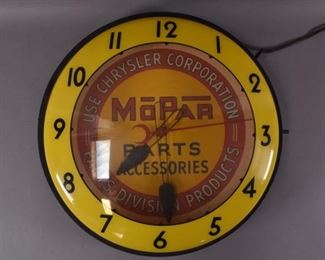 12
1
2
3
4
5
6
7
8
9
10
11
USE CHRYSLER CORPORATION
MOPAR
PARTS
ACCESSORIES
DIVISION PRODUCTS